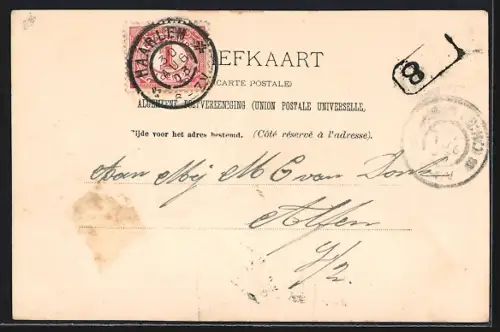 HAARLEM
BRIEFKAART
(CARTE POSTALE)
ALGEMEENE POSTVEREENIGING (UNION POSTALE UNIVERSELLE,
Zijde voor het adres bestemd. (Côté réservé à l'adresse).
8
Aan Mej M C van Donk
Alfen